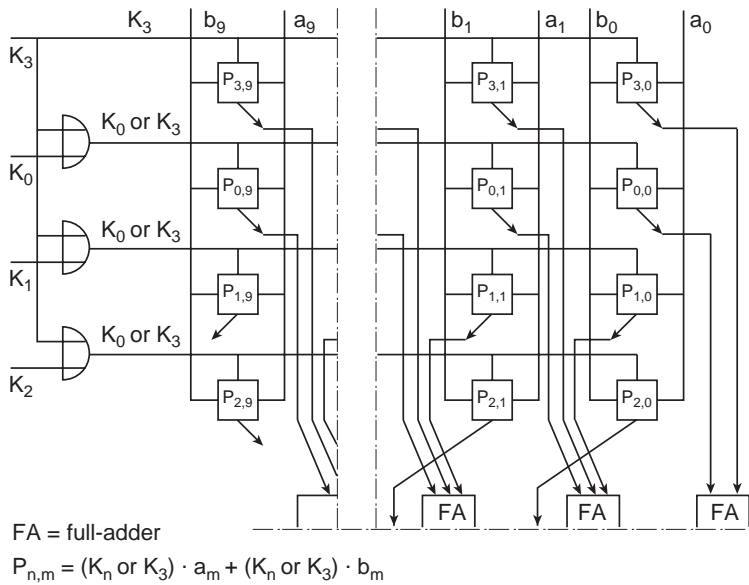 K3 b9 a9 b1 a1 b0 a0
K3
P3,9 P3,1 P3,0
K0 or K3
K0
P0,9 P0,1 P0,0
K0 or K3
K1
P1,9 P1,1 P1,0
K0 or K3
K2
P2,9 P2,1 P2,0
FA FA FA
FA = full-adder
Pn,m = (Kn or K3) · am + (Kn or K3) · bm